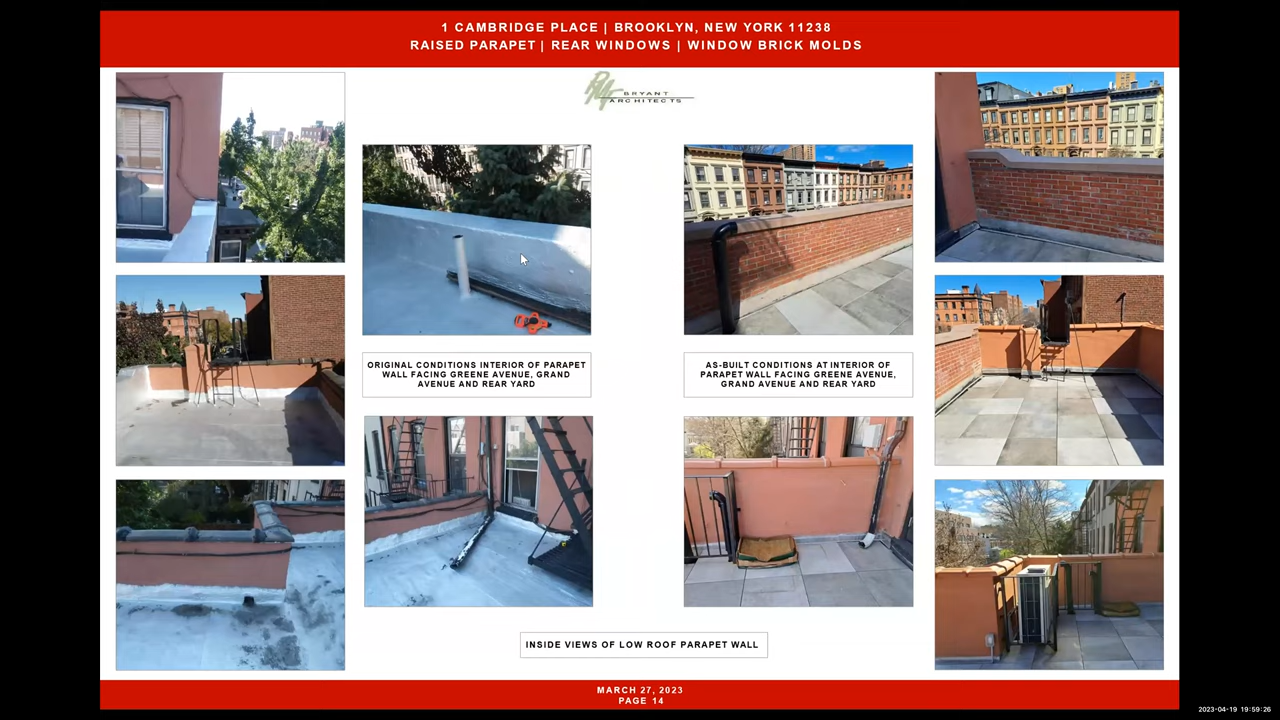 1 CAMBRIDGE PLACE | BROOKLYN, NEW YORK 11238
RAISED PARAPET | REAR WINDOWS | WINDOW BRICK MOLDS
BRYANT
ARCHITECTS
ORIGINAL CONDITIONS INTERIOR OF PARAPET
WALL FACING GREENE AVENUE, GRAND
AVENUE AND REAR YARD
AS-BUILT CONDITIONS AT INTERIOR OF
PARAPET WALL FACING GREENE AVENUE,
GRAND AVENUE AND REAR YARD
INSIDE VIEWS OF LOW ROOF PARAPET WALL
MARCH 27, 2023
PAGE 14
2023-04-19 19:59:26